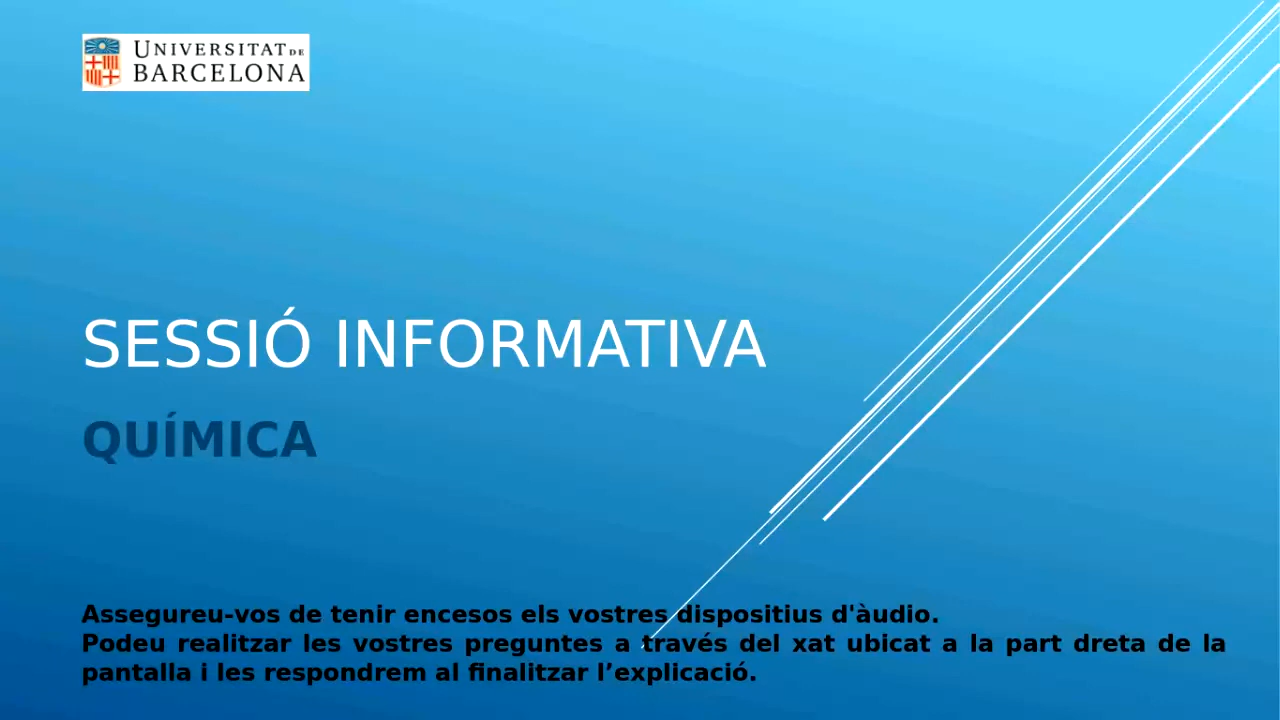 UNIVERSITAT DE
BARCELONA
SESSIÓ INFORMATIVA
QUÍMICA
Assegureu-vos de tenir encesos els vostres dispositius d'àudio.
Podeu realitzar les vostres preguntes a través del xat ubicat a la part dreta de la
pantalla i les respondrem al finalitzar l’explicació.